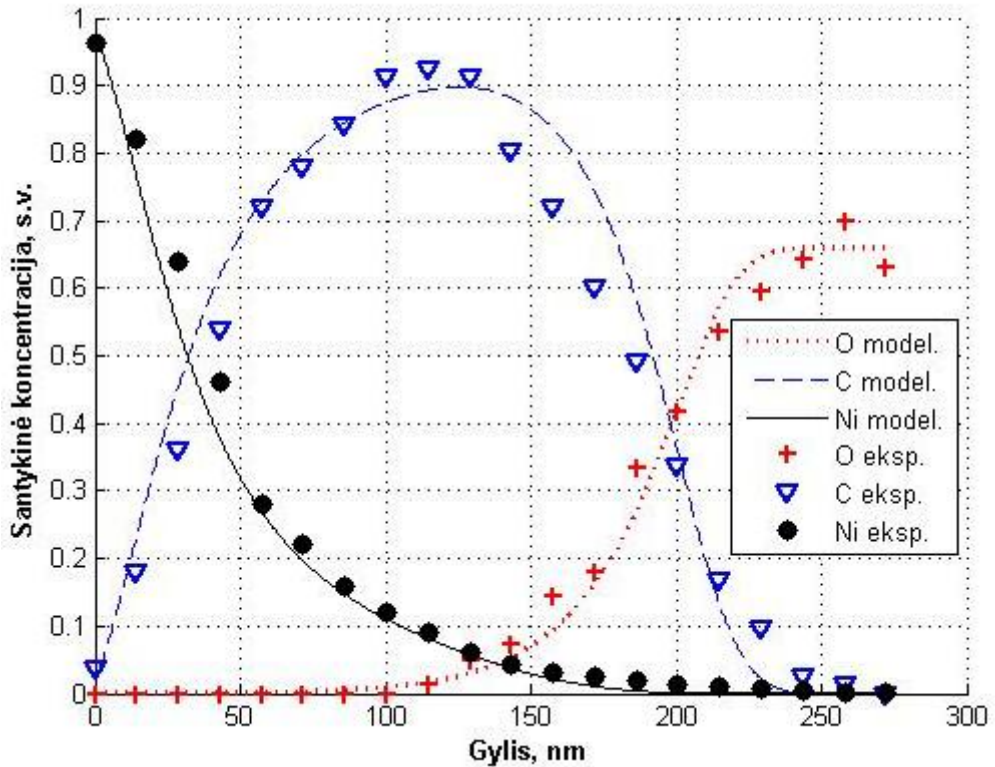 1
0.9
0.8
0.7
0.6
0.5
0.4
0.3
0.2
0.1
0
Santykinė koncentracija, s.v.
O model.
C model.
Ni model.
O eksp.
C eksp.
Ni eksp.
0 50 100 150 200 250 300
Gylis, nm